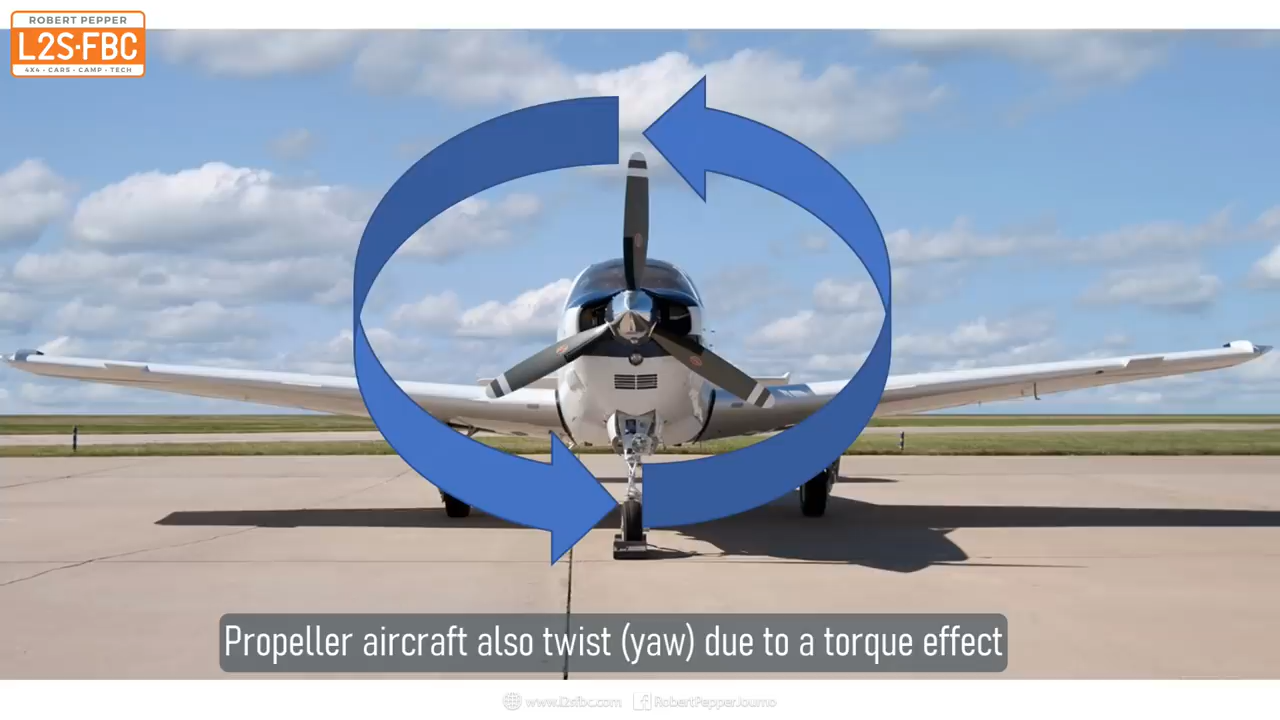 ROBERT PEPPER
L2S·FBC
4X4 • CARS • CAMP • TECH
Propeller aircraft also twist (yaw) due to a torque effect
www.l2sfbc.com RobertPepperJourno